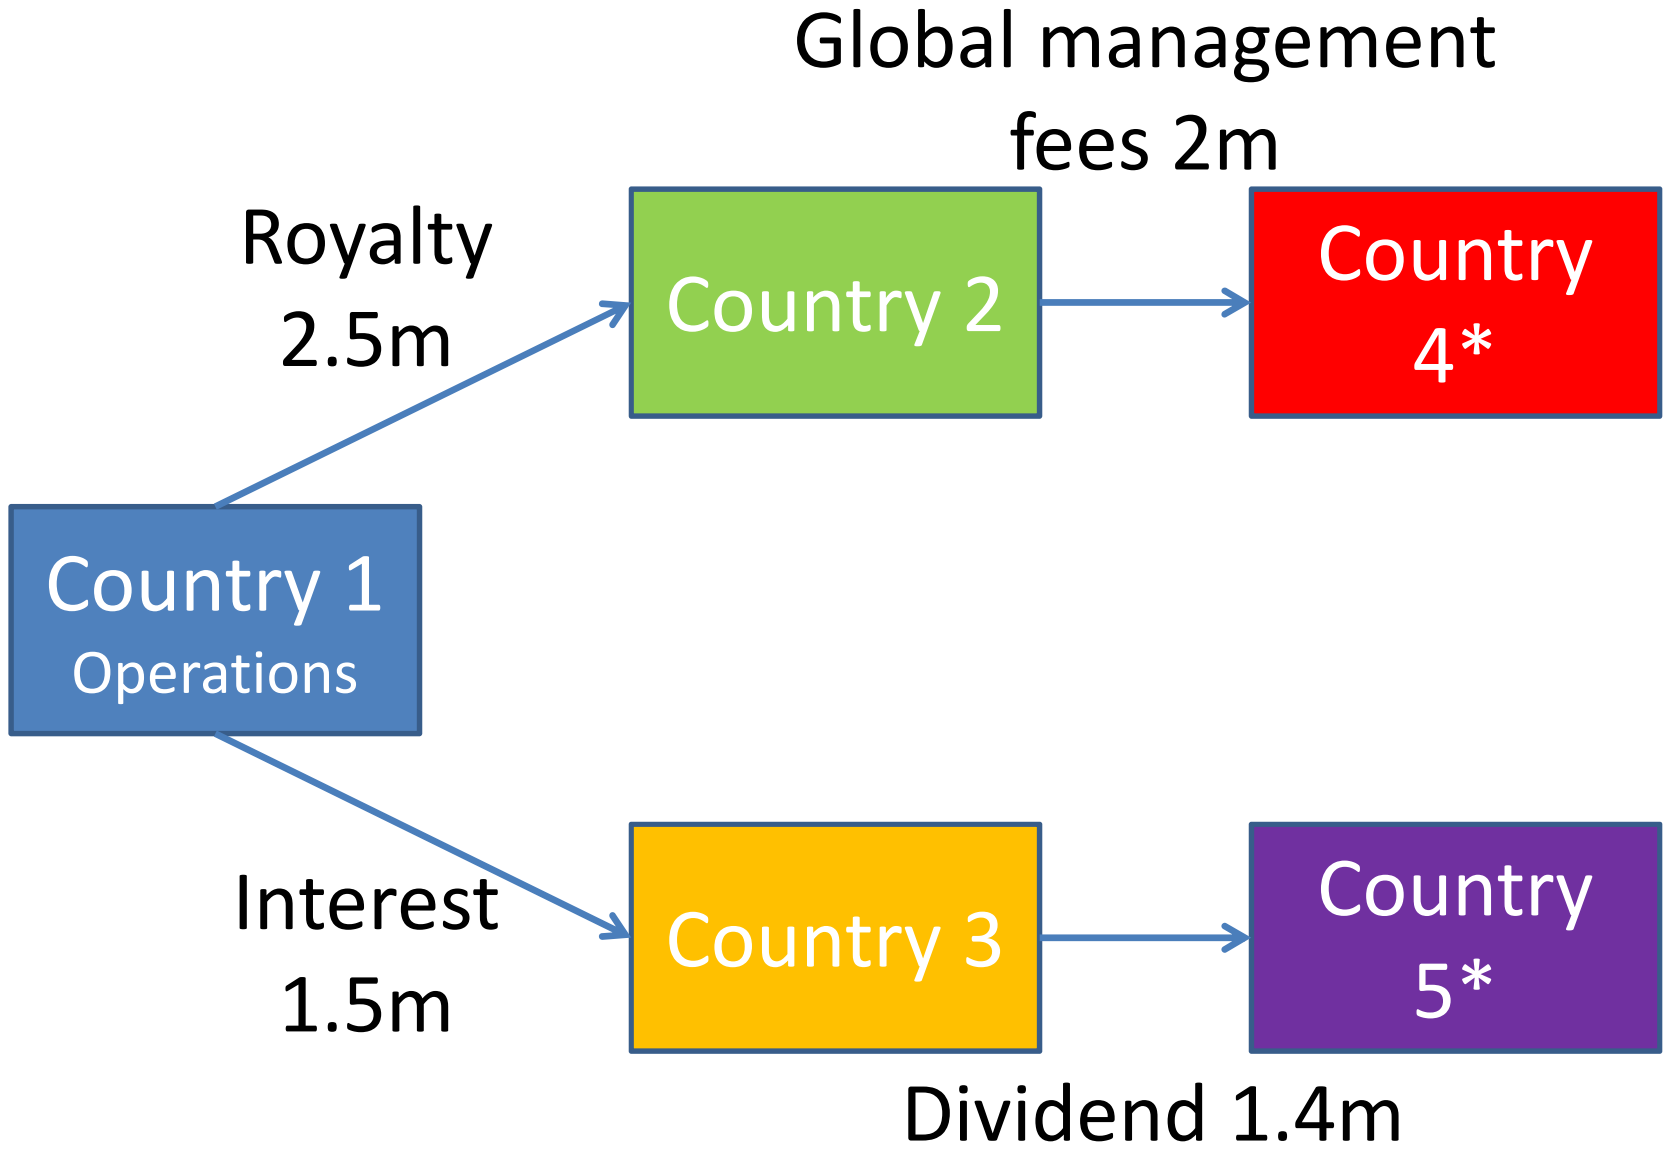 Global management
fees 2m
Royalty
2.5m
Country 2
Country
4*
Country 1
Operations
Interest
1.5m
Country 3
Country
5*
Dividend 1.4m